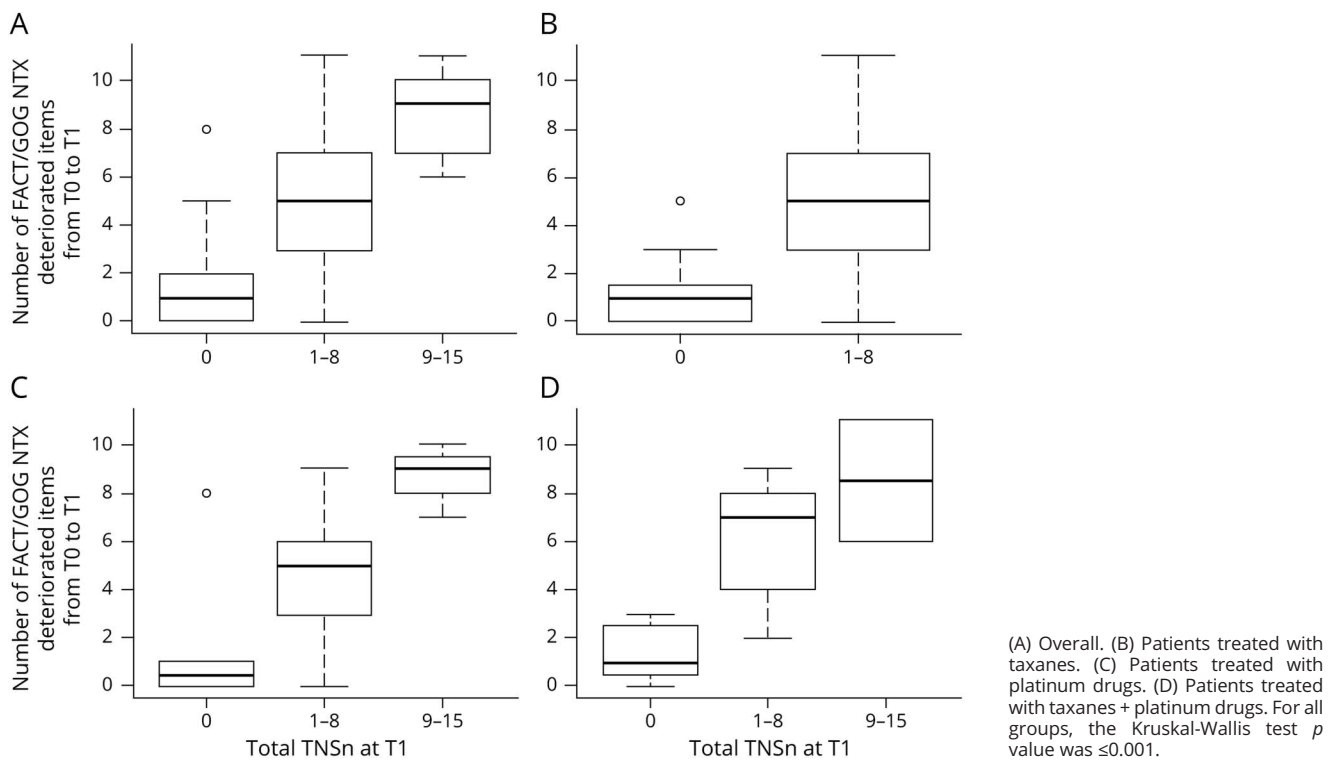 A
Number of FACT/GOG NTX
deteriorated items
from T0 to T1
10
8
6
4
2
0
0
1–8
9–15
B
10
8
6
4
2
0
0
1–8
C
Number of FACT/GOG NTX
deteriorated items
from T0 to T1
10
8
6
4
2
0
0
1–8
9–15
Total TNSn at T1
D
10
8
6
4
2
0
0
1–8
9–15
Total TNSn at T1
(A) Overall. (B) Patients treated with
taxanes. (C) Patients treated with
platinum drugs. (D) Patients treated
with taxanes + platinum drugs. For all
groups, the Kruskal-Wallis test p
value was ≤0.001.